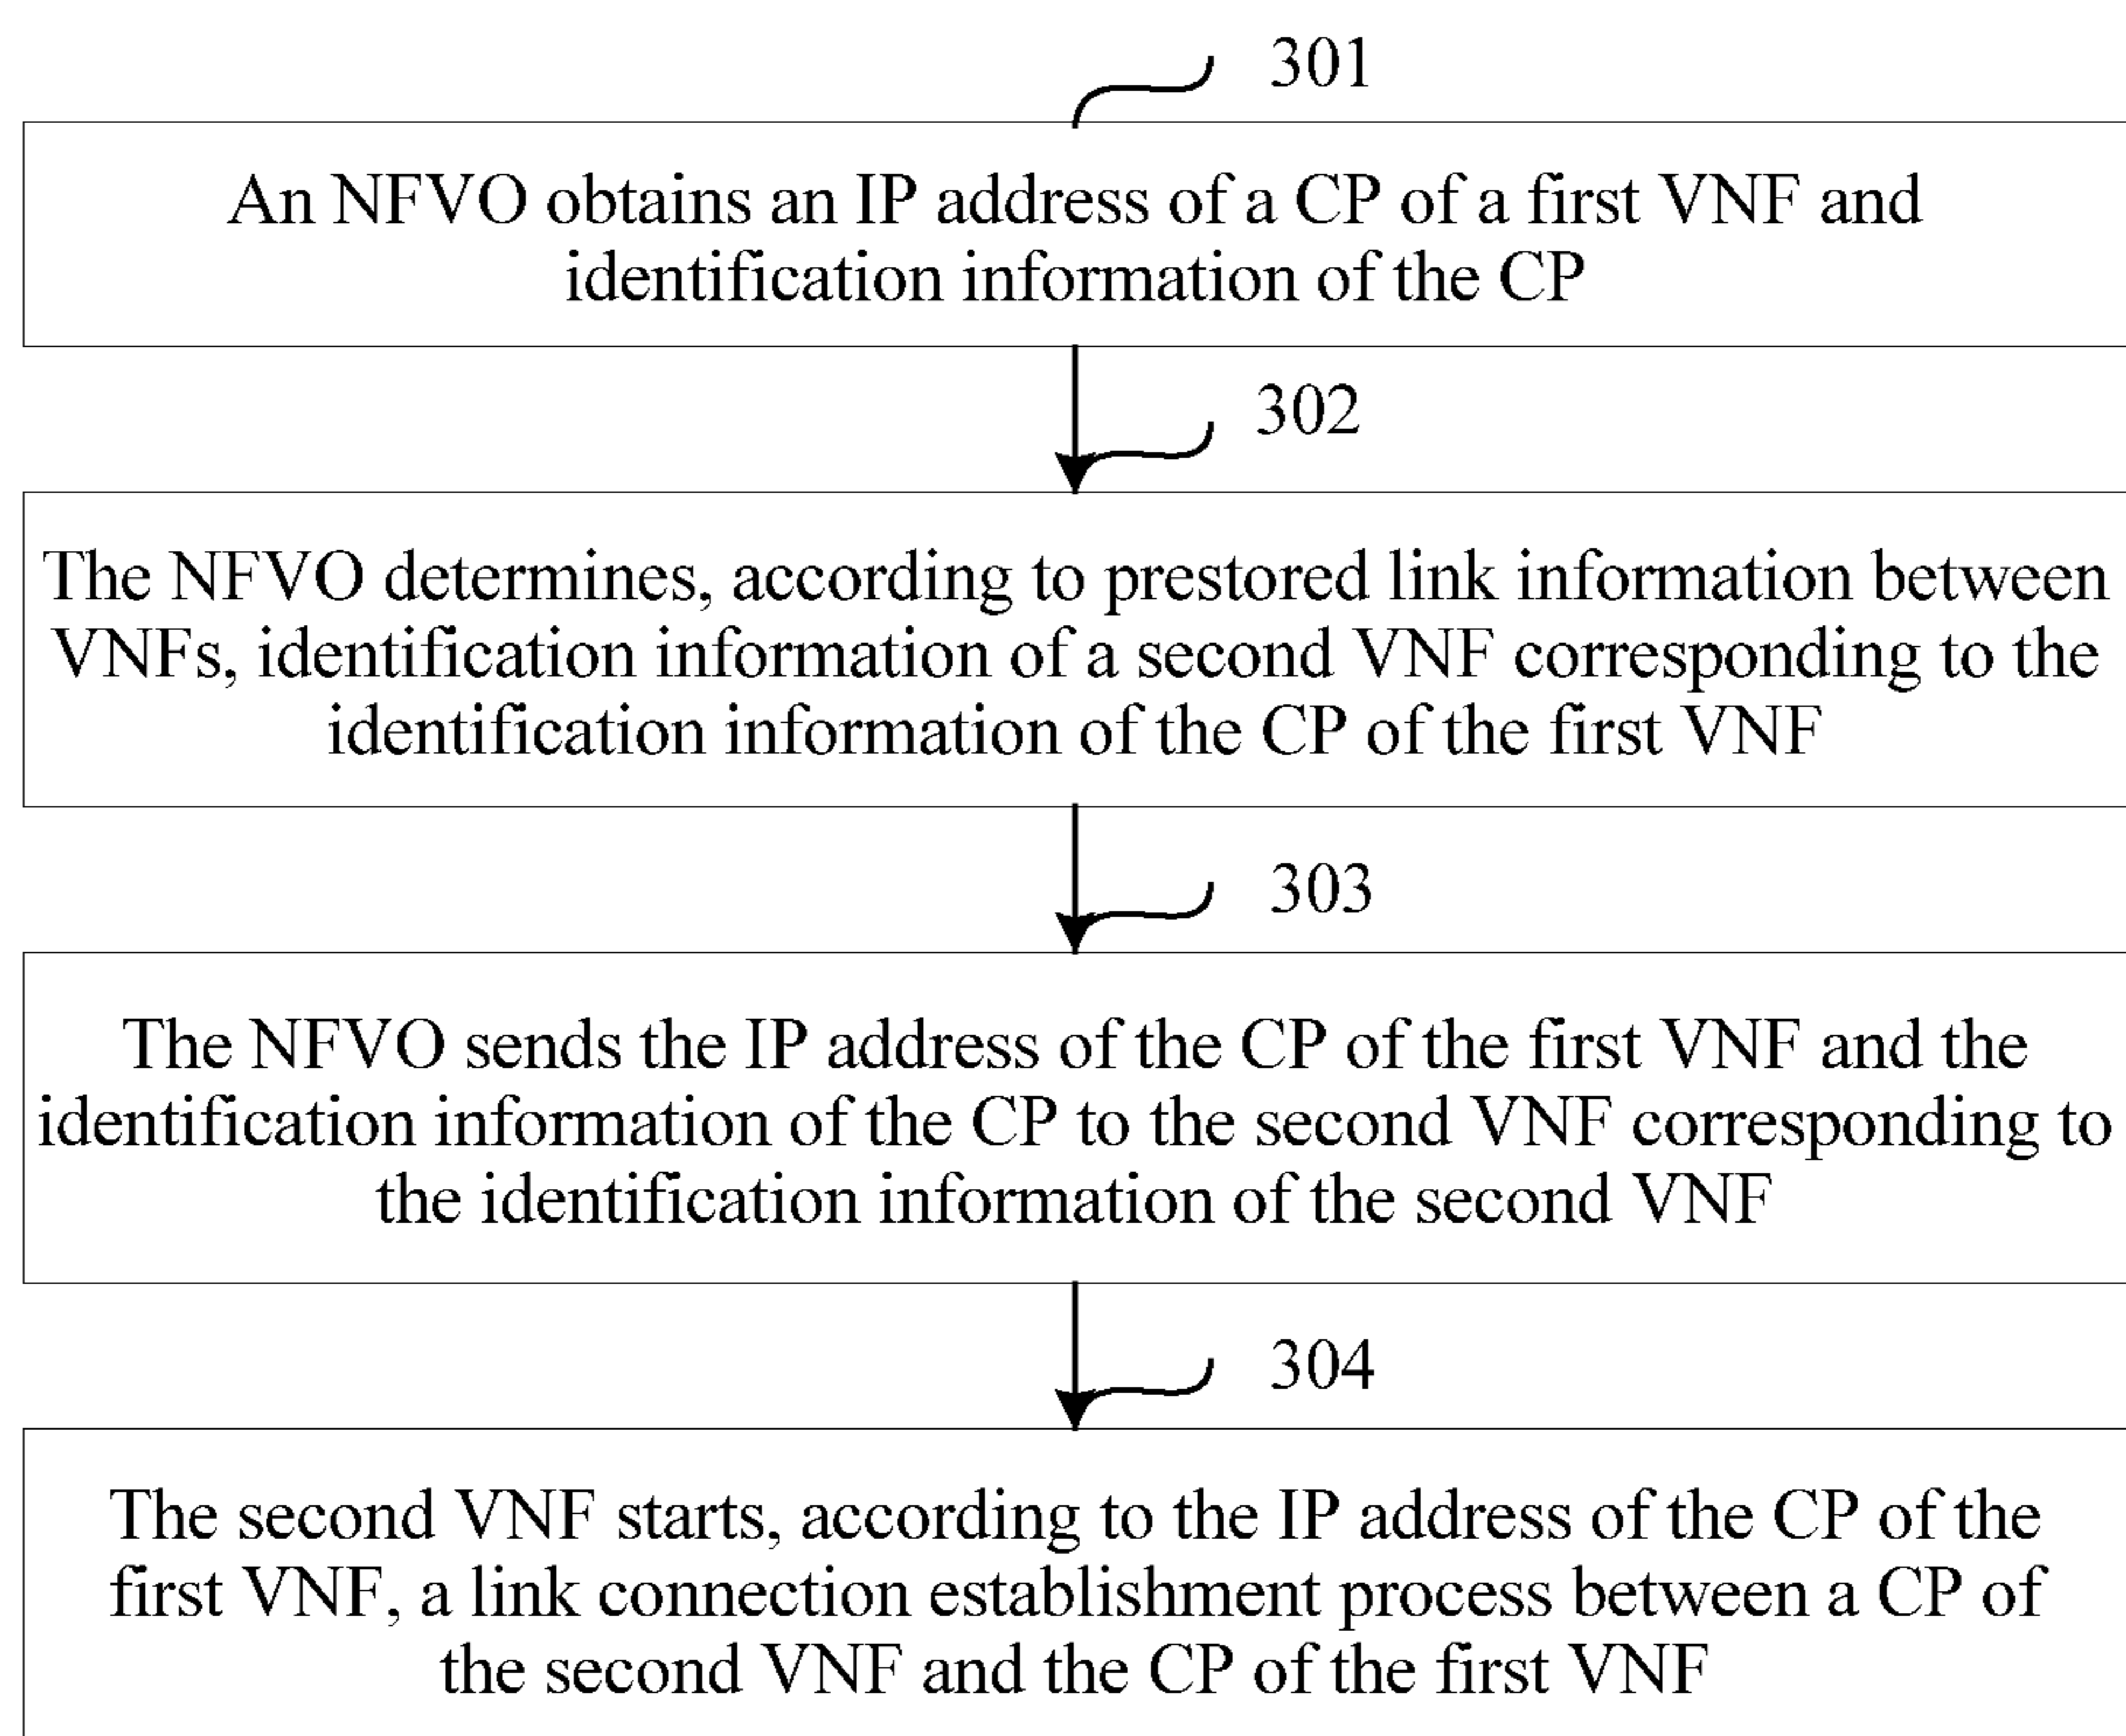 301
An NFVO obtains an IP address of a CP of a first VNF and
identification information of the CP
302
The NFVO determines, according to prestored link information between
VNFs, identification information of a second VNF corresponding to the
identification information of the CP of the first VNF
303
The NFVO sends the IP address of the CP of the first VNF and the
identification information of the CP to the second VNF corresponding to
the identification information of the second VNF
304
The second VNF starts, according to the IP address of the CP of the
first VNF, a link connection establishment process between a CP of
the second VNF and the CP of the first VNF